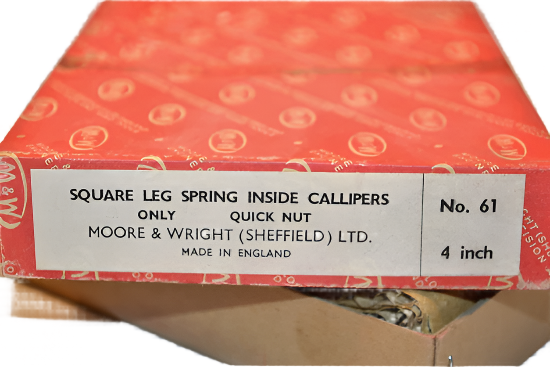 SQUARE LEG SPRING INSIDE CALLIPERS
ONLY QUICK NUT
MOORE & WRIGHT (SHEFFIELD) LTD.
MADE IN ENGLAND
No. 61
4 inch
M&W